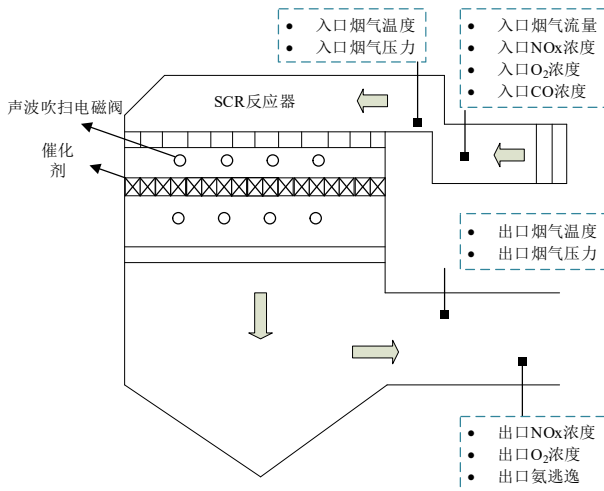 入口烟气温度
入口烟气压力
入口烟气流量
入口NOx浓度
入口O₂浓度
入口CO浓度
SCR反应器
声波吹扫电磁阀
催化
剂
出口烟气温度
出口烟气压力
出口NOx浓度
出口O₂浓度
出口氨逃逸